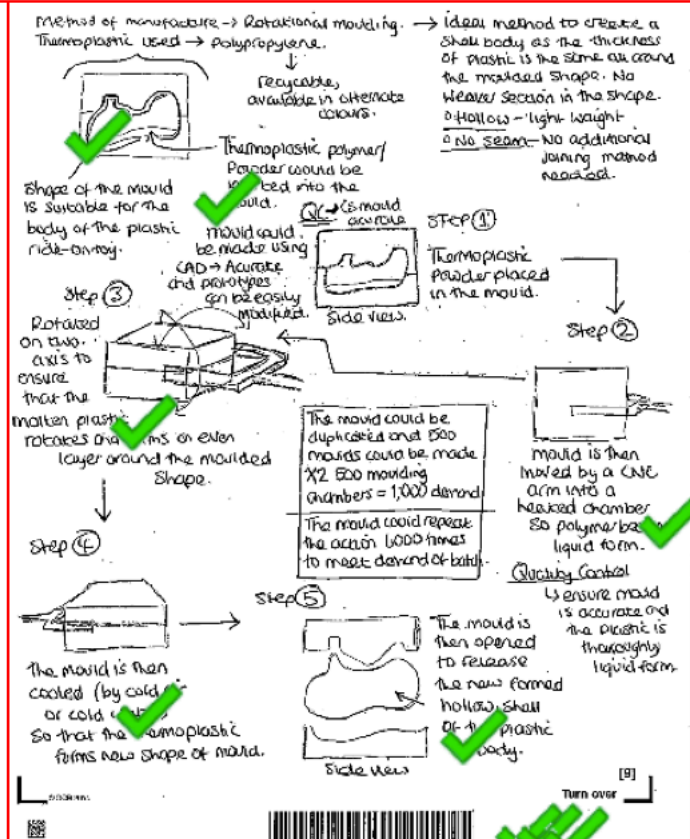 Method of manufacture → Rotational moulding.
Thermoplastic used → Polypropylene.
↓
recycable,
available in alternate
colours.
→ Ideal method to create a
shell body as the thickness
of plastic is the same all around
the moulded shape. No
weaker section in the shape.
Hollow - light weight
No seam - No additional
joining method
needed.
Thermoplastic polymer/
Powder would be
into the
mould.
mould could
be made using
CAD → Accurate
and prototypes
can be easily
modified.
Shape of the mould
is suitable for the
body of the plastic
ride-on-toy.
QC → is mould
accurate
Side view.
STEP ①
Thermoplastic
Powder placed
in the mould.
Step ②
mould is then
moved by a CNC
arm into a
heated chamber
so polymer
liquid form.
Quality Control
↳ ensure mould
is accurate and
the plastic is
thoroughly
liquid form
Step ③
Rotated
on two
axis to
ensure
that the
molten plastic
rotates an even
layer around the moulded
shape.
The mould could be
duplicated and 500
moulds could be made
X2 500 moulding
chambers = 1,000 demand
The mould could repeat
the action 1,000 times
to meet demand of batch.
Step ④
The mould is then
cooled (by cold
or cold
So that the thermoplastic
forms new shape of mould.
Step ⑤
The mould is
then opened
to release
the new formed
hollow shell
of the plastic
body.
Side view
[9]
Turn over